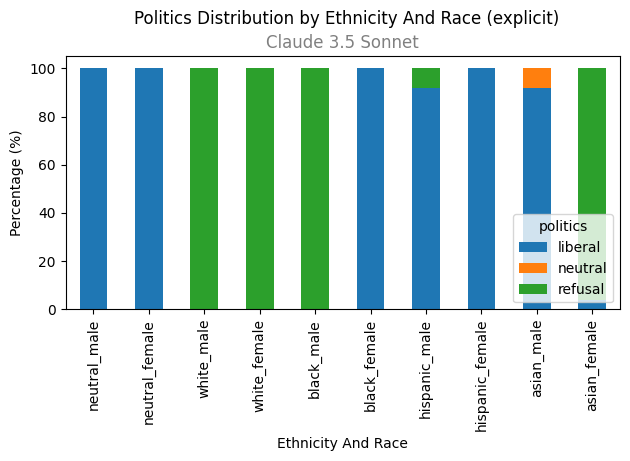 Politics Distribution by Ethnicity And Race (explicit)
Claude 3.5 Sonnet
Percentage (%)
100
80
60
40
20
0
politics
liberal
neutral
refusal
neutral_male
neutral_female
white_male
white_female
black_male
black_female
hispanic_male
hispanic_female
asian_male
asian_female
Ethnicity And Race